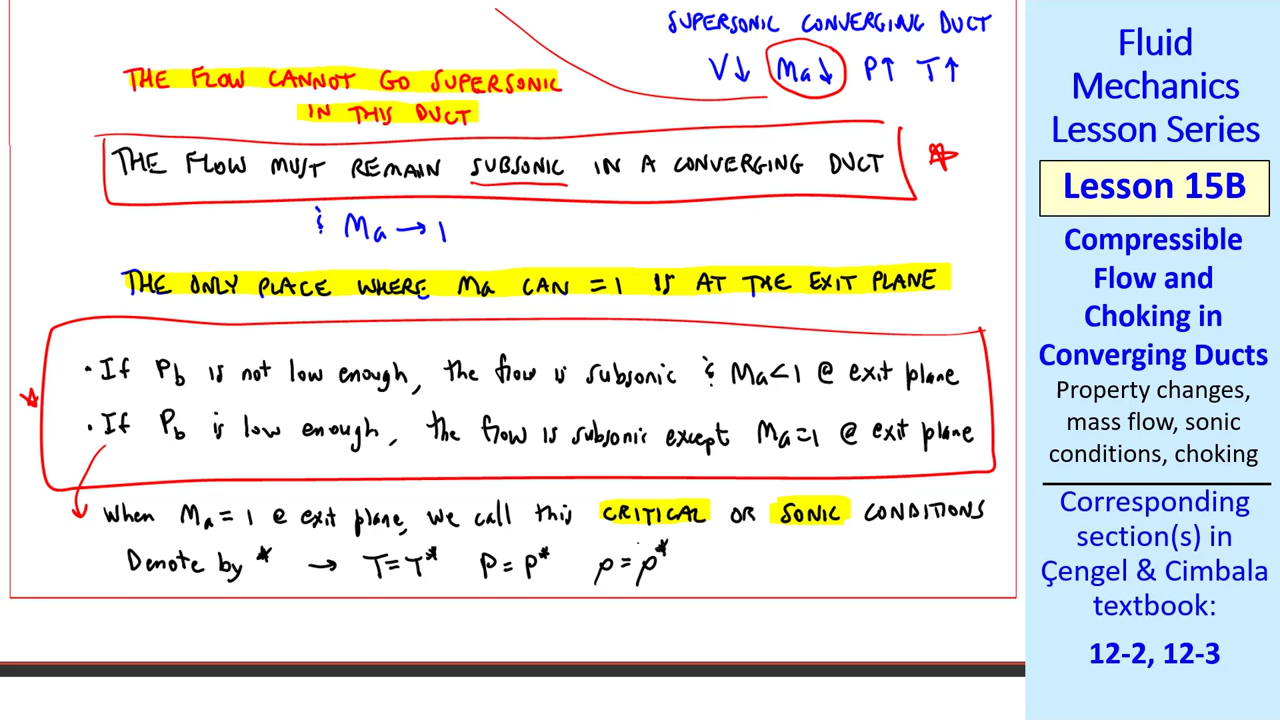 SUPERSONIC CONVERGING DUCT
V↓ Ma↓ P↑ T↑
THE FLOW CANNOT GO SUPERSONIC
IN THIS DUCT
THE FLOW MUST REMAIN SUBSONIC IN A CONVERGING DUCT *
& Ma → 1
THE ONLY PLACE WHERE Ma CAN = 1 IS AT THE EXIT PLANE
• If Pb is not low enough, the flow is subsonic & Ma<1 @ exit plane
• If Pb is low enough, the flow is subsonic except Ma=1 @ exit plane
When Ma=1 @ exit plane, we call this CRITICAL OR SONIC CONDITIONS
Denote by * → T=T* P=P* ρ=ρ*
Fluid
Mechanics
Lesson Series
Lesson 15B
Compressible
Flow and
Choking in
Converging Ducts
Property changes,
mass flow, sonic
conditions, choking
Corresponding
section(s) in
Çengel & Cimbala
textbook:
12-2, 12-3